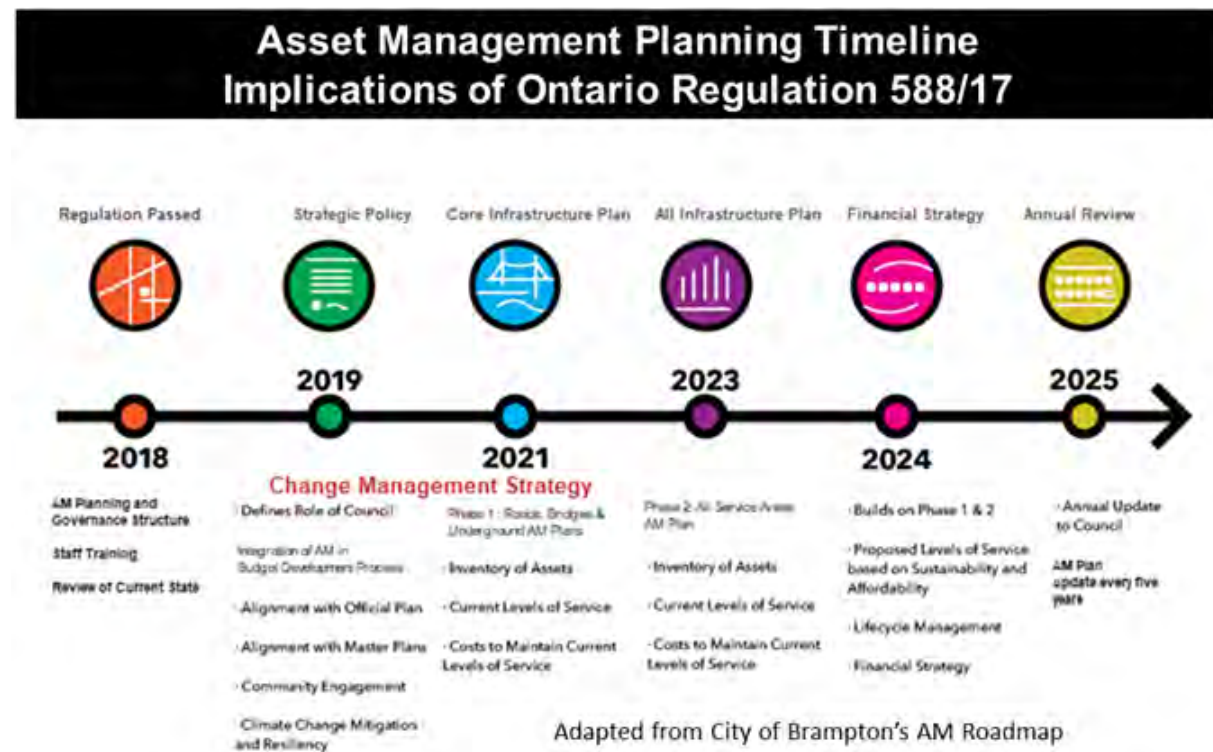 Asset Management Planning Timeline
Implications of Ontario Regulation 588/17
Regulation Passed
Strategic Policy
Core Infrastructure Plan
All Infrastructure Plan
Financial Strategy
Annual Review
2018
2019
2021
2023
2024
2025
Change Management Strategy
AM Planning and
Governance Structure
Staff Training
Review of Current State
· Defines Role of Council
Integration of AM in
Budget Development Process
· Alignment with Official Plan
· Alignment with Master Plans
· Community Engagement
· Climate Change Mitigation
and Resiliency
Phase 1 : Roads, Bridges &
Underground AM Plans
· Inventory of Assets
· Current Levels of Service
· Costs to Maintain Current
Levels of Service
Phase 2: All Service Areas
AM Plan
· Inventory of Assets
· Current Levels of Service
· Costs to Maintain Current
Levels of Service
· Builds on Phase 1 & 2
· Proposed Levels of Service
based on Sustainability and
Affordability
· Lifecycle Management
· Financial Strategy
· Annual Update
to Council
AM Plan
update every five
years
Adapted from City of Brampton's AM Roadmap